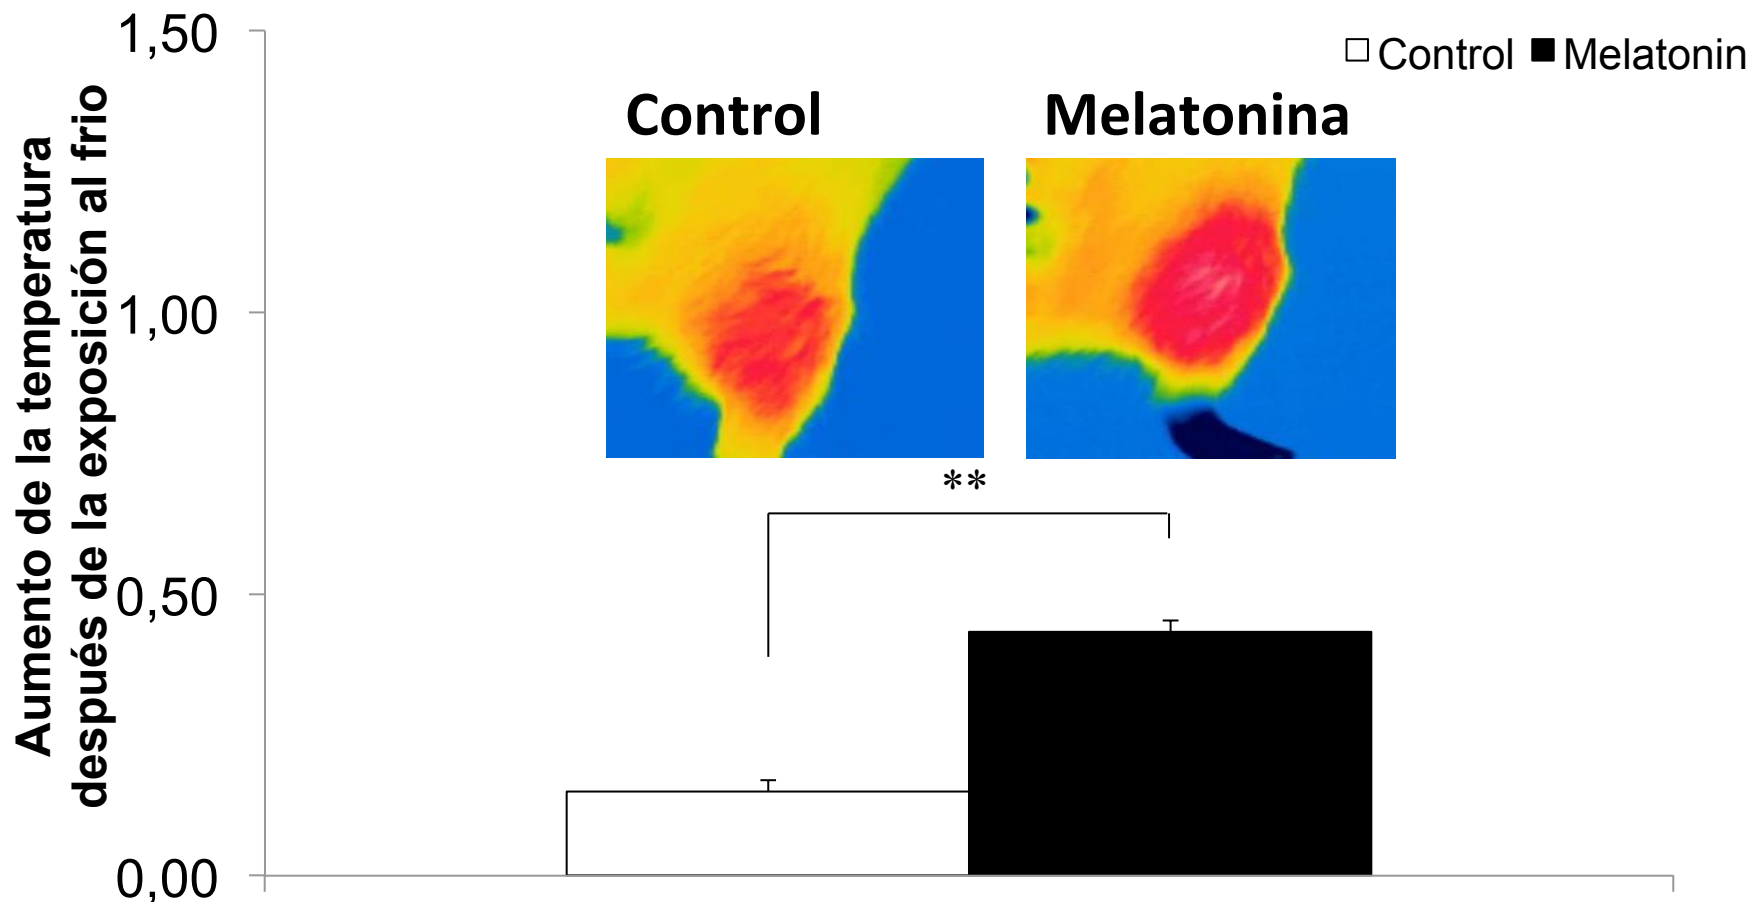 Aumento de la temperatura
después de la exposición al frio
1,50
1,00
0,50
0,00
Control
Melatonin
Control
Melatonina
**